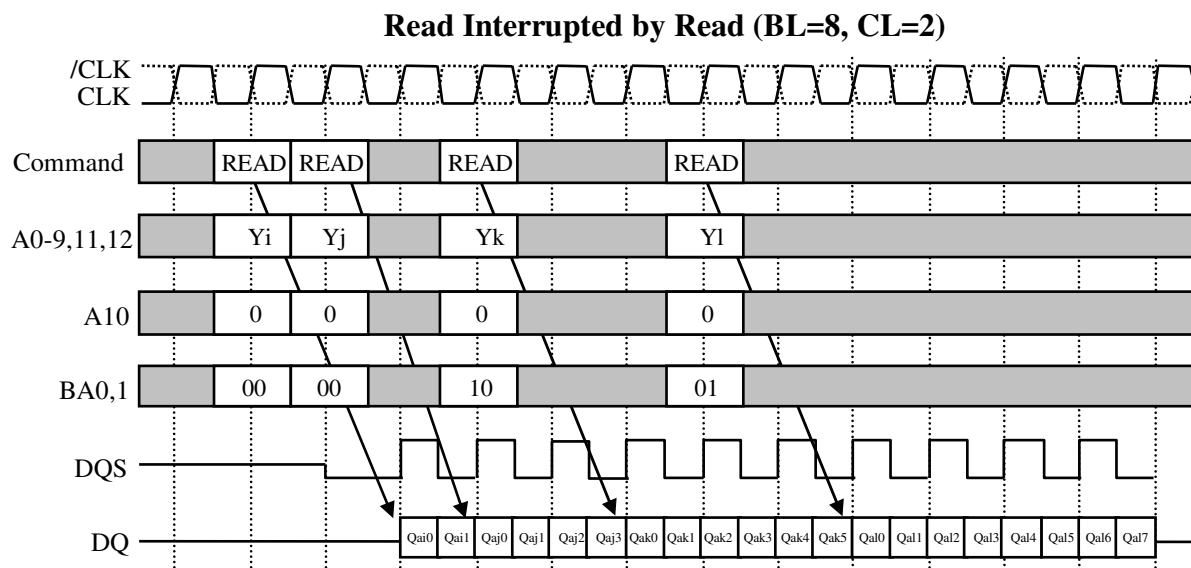 Read Interrupted by Read (BL=8, CL=2)
/CLK
CLK
Command READ READ READ READ
A0-9,11,12 Yi Yj Yk Yl
A10 0 0 0 0
BA0,1 00 00 10 01
DQS
DQ Qai0 Qai1 Qaj0 Qaj1 Qaj2 Qaj3 Qak0 Qak1 Qak2 Qak3 Qak4 Qak5 Qal0 Qal1 Qal2 Qal3 Qal4 Qal5 Qal6 Qal7